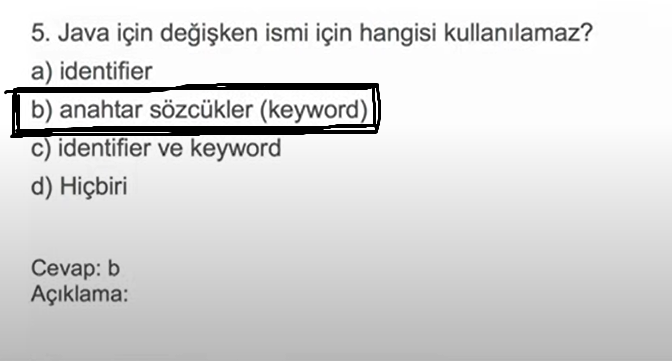 5. Java için değişken ismi için hangisi kullanılamaz?
a) identifier
b) anahtar sözcükler (keyword)
c) identifier ve keyword
d) Hiçbiri
Cevap: b
Açıklama: